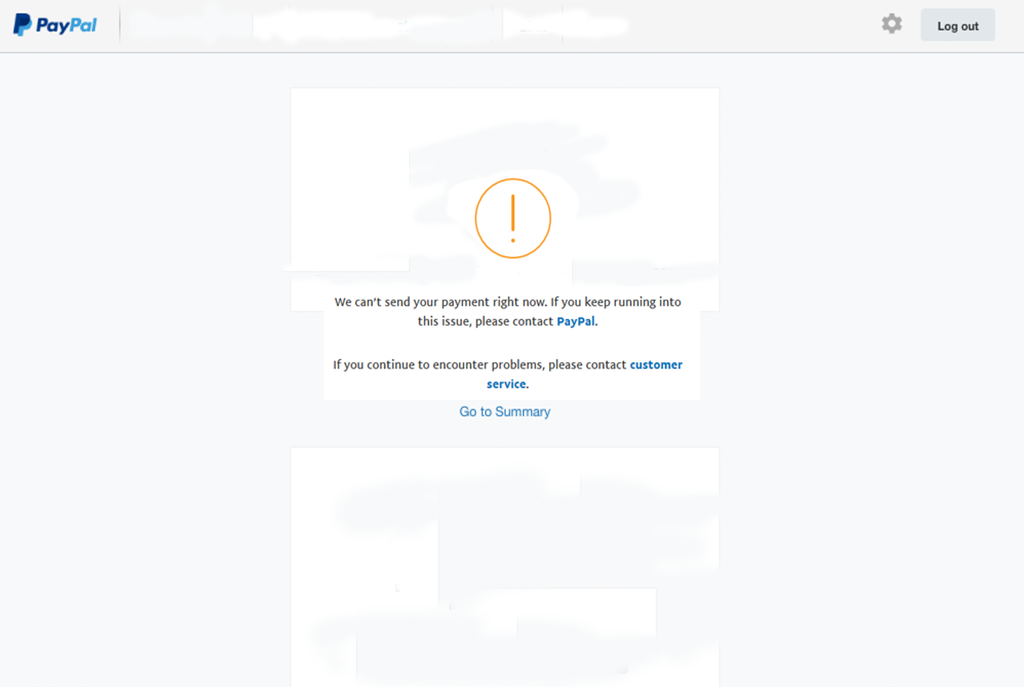 PayPal
Log out
We can't send your payment right now. If you keep running into
this issue, please contact PayPal.
If you continue to encounter problems, please contact customer
service.
Go to Summary